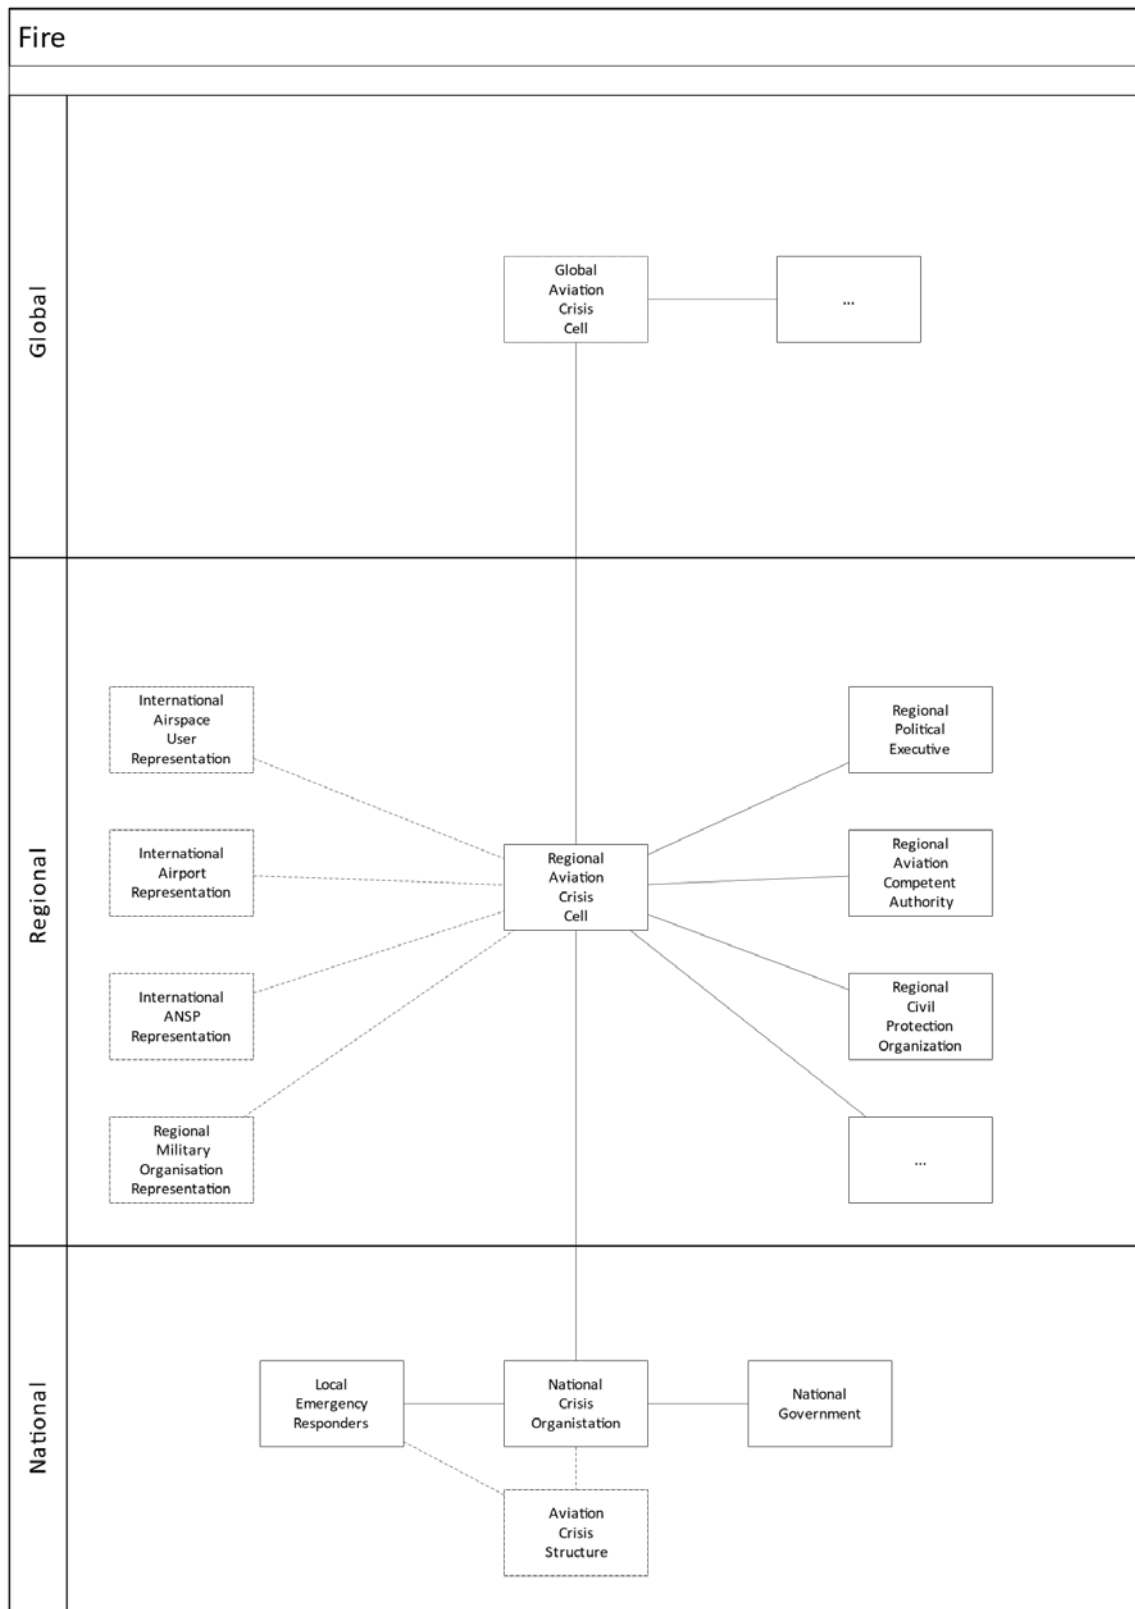 Fire
Global
Global
Aviation
Crisis
Cell
...
Regional
International
Airspace
User
Representation
Regional
Political
Executive
International
Airport
Representation
Regional
Aviation
Crisis
Cell
Regional
Aviation
Competent
Authority
International
ANSP
Representation
Regional
Civil
Protection
Organization
Regional
Military
Organisation
Representation
...
National
Local
Emergency
Responders
National
Crisis
Organistation
National
Government
Aviation
Crisis
Structure